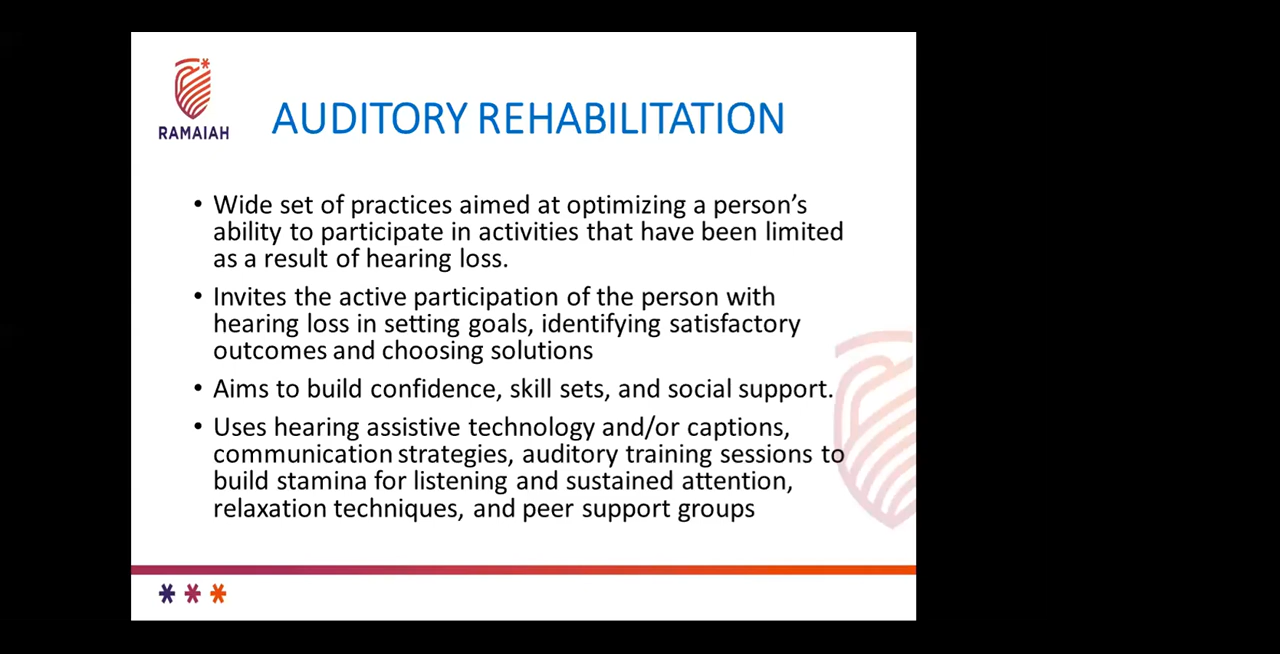 RAMAIAH
AUDITORY REHABILITATION
• Wide set of practices aimed at optimizing a person’s
ability to participate in activities that have been limited
as a result of hearing loss.
• Invites the active participation of the person with
hearing loss in setting goals, identifying satisfactory
outcomes and choosing solutions
• Aims to build confidence, skill sets, and social support.
• Uses hearing assistive technology and/or captions,
communication strategies, auditory training sessions to
build stamina for listening and sustained attention,
relaxation techniques, and peer support groups